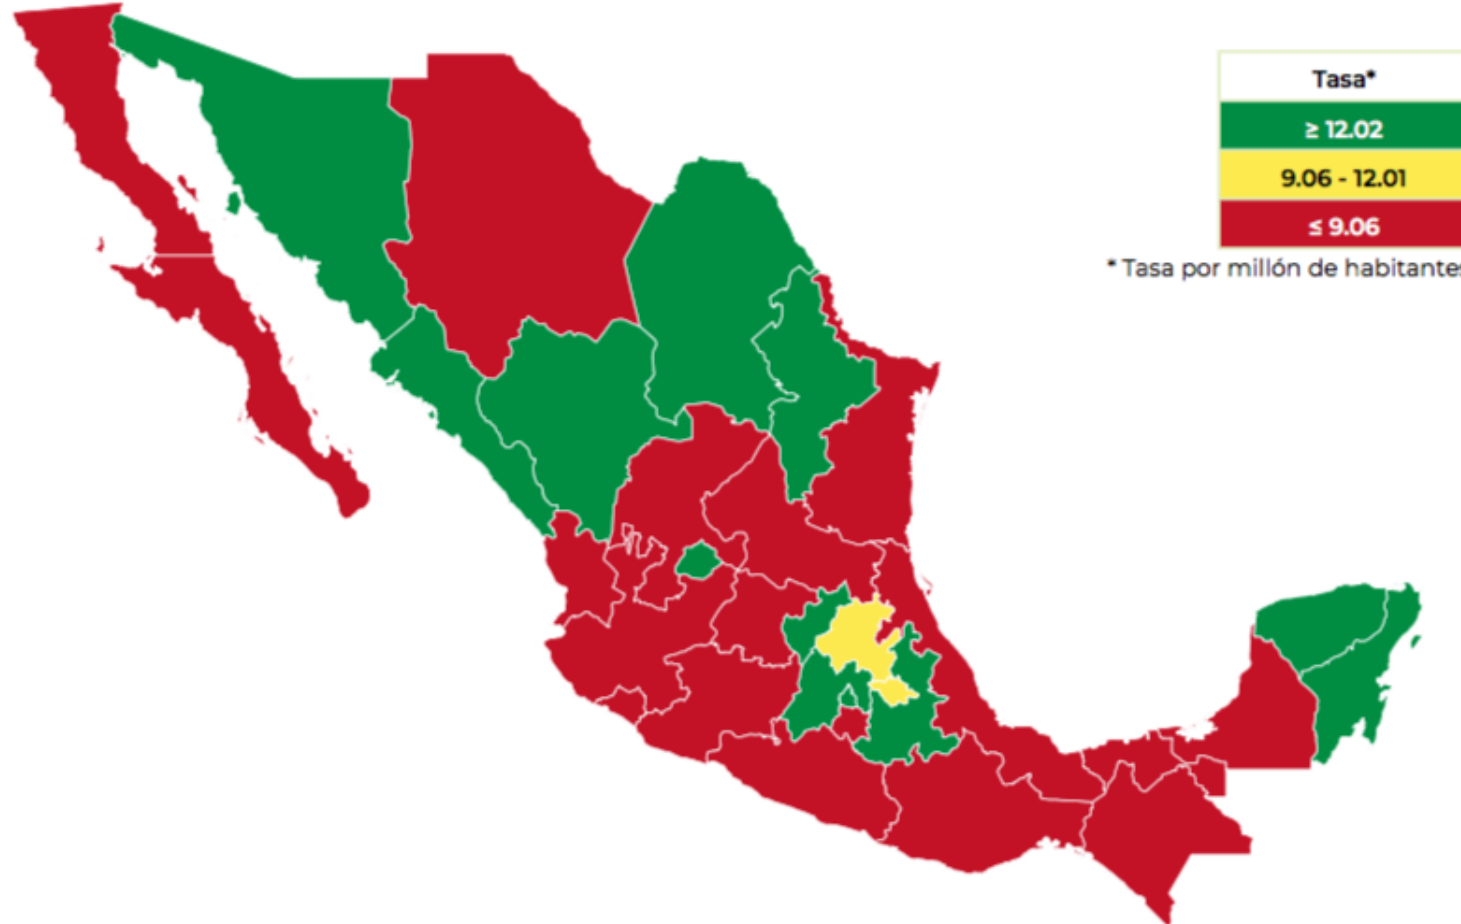 Tasa*
≥ 12.02
9.06 - 12.01
≤ 9.06
* Tasa por millón de habitantes